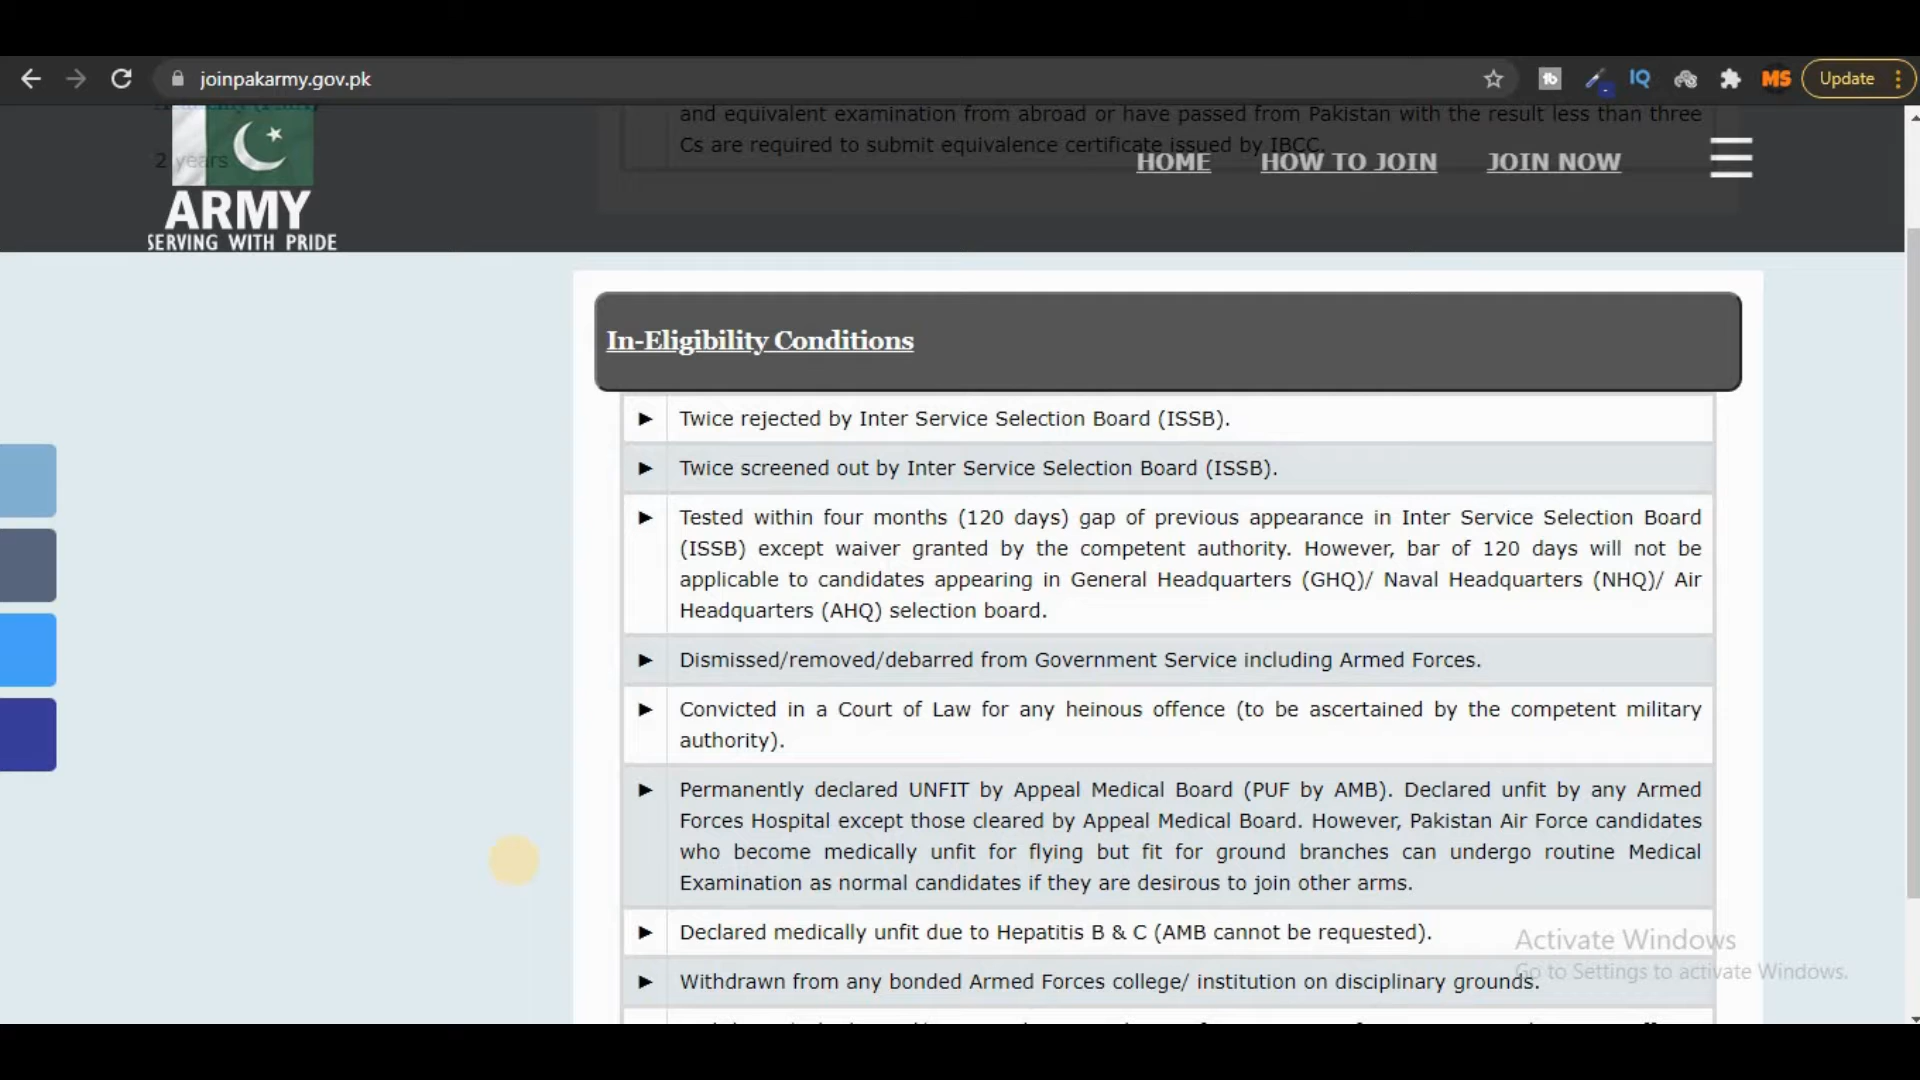 joinpakarmy.gov.pk
IQ
MS
Update
and equivalent examination from abroad or have passed from Pakistan with the result less than three
Cs are required to submit equivalence certificate issued by IBCC.
2 years
HOME
HOW TO JOIN
JOIN NOW
ARMY
SERVING WITH PRIDE
In-Eligibility Conditions
► Twice rejected by Inter Service Selection Board (ISSB).
► Twice screened out by Inter Service Selection Board (ISSB).
► Tested within four months (120 days) gap of previous appearance in Inter Service Selection Board
(ISSB) except waiver granted by the competent authority. However, bar of 120 days will not be
applicable to candidates appearing in General Headquarters (GHQ)/ Naval Headquarters (NHQ)/ Air
Headquarters (AHQ) selection board.
► Dismissed/removed/debarred from Government Service including Armed Forces.
► Convicted in a Court of Law for any heinous offence (to be ascertained by the competent military
authority).
► Permanently declared UNFIT by Appeal Medical Board (PUF by AMB). Declared unfit by any Armed
Forces Hospital except those cleared by Appeal Medical Board. However, Pakistan Air Force candidates
who become medically unfit for flying but fit for ground branches can undergo routine Medical
Examination as normal candidates if they are desirous to join other arms.
► Declared medically unfit due to Hepatitis B & C (AMB cannot be requested).
► Withdrawn from any bonded Armed Forces college/ institution on disciplinary grounds.
Activate Windows
Go to Settings to activate Windows.